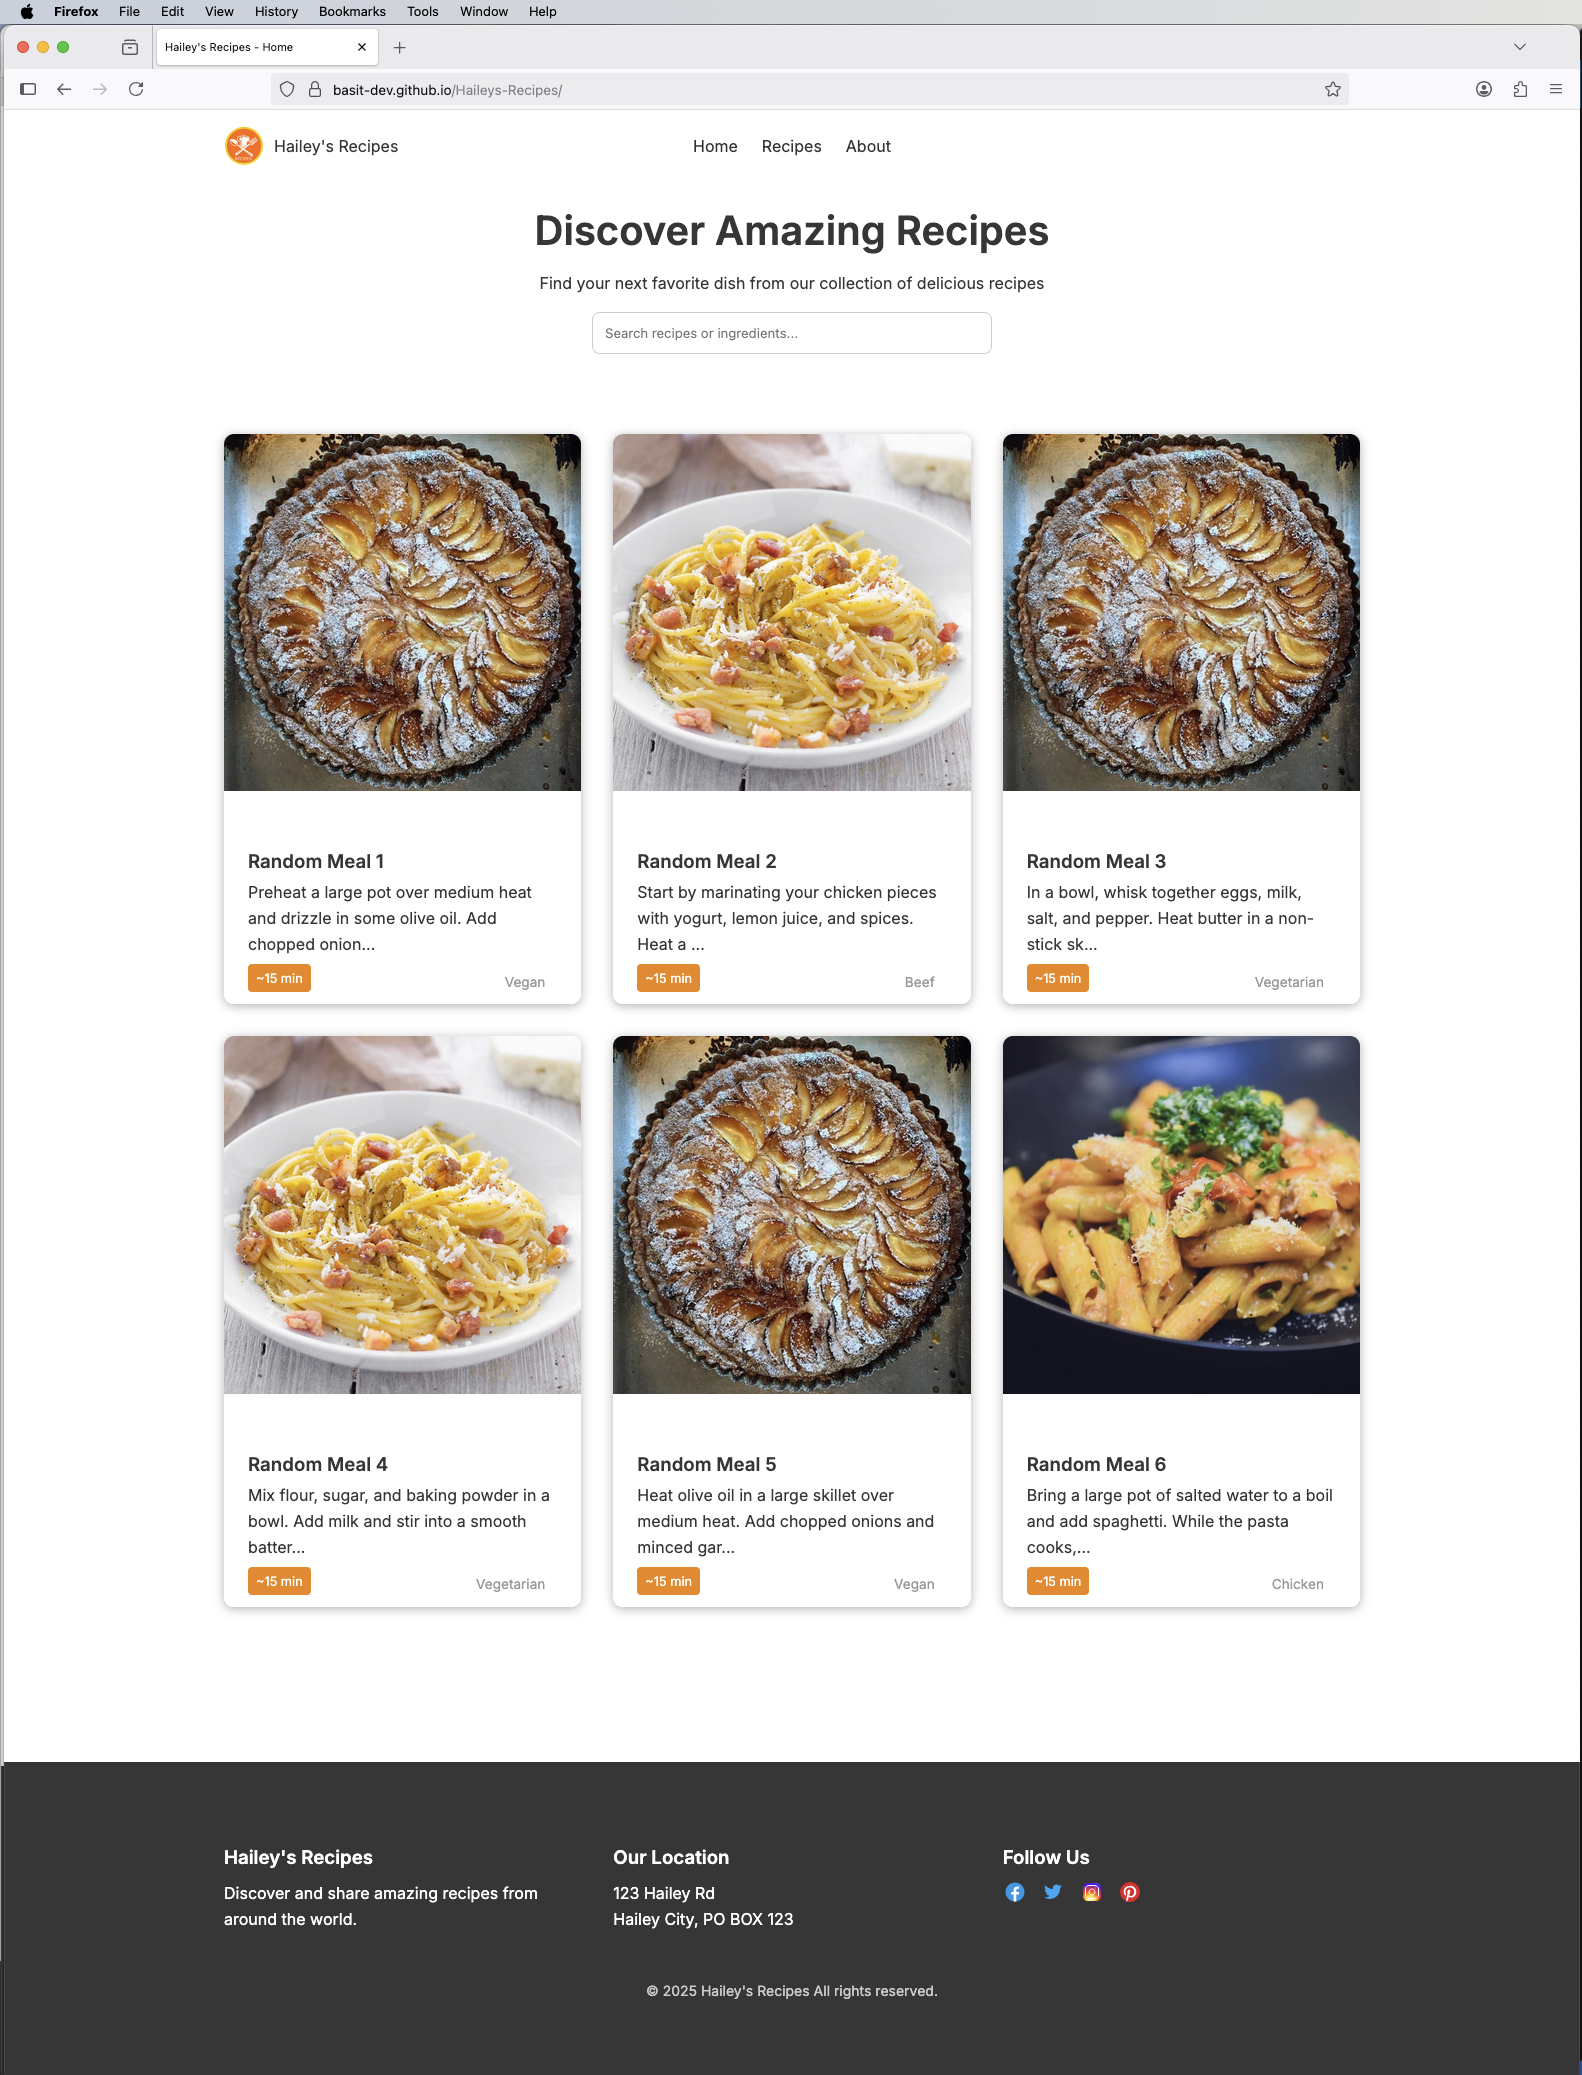 Firefox File Edit View History Bookmarks Tools Window Help
Hailey's Recipes - Home
basit-dev.github.io/Haileys-Recipes/
Hailey's Recipes
Home Recipes About
Discover Amazing Recipes
Find your next favorite dish from our collection of delicious recipes
Search recipes or ingredients...
Random Meal 1
Preheat a large pot over medium heat
and drizzle in some olive oil. Add
chopped onion...
~15 min
Vegan
Random Meal 2
Start by marinating your chicken pieces
with yogurt, lemon juice, and spices.
Heat a ...
~15 min
Beef
Random Meal 3
In a bowl, whisk together eggs, milk,
salt, and pepper. Heat butter in a non-
stick sk...
~15 min
Vegetarian
Random Meal 4
Mix flour, sugar, and baking powder in a
bowl. Add milk and stir into a smooth
batter...
~15 min
Vegetarian
Random Meal 5
Heat olive oil in a large skillet over
medium heat. Add chopped onions and
minced gar...
~15 min
Vegan
Random Meal 6
Bring a large pot of salted water to a boil
and add spaghetti. While the pasta
cooks,...
~15 min
Chicken
Hailey's Recipes
Discover and share amazing recipes from
around the world.
Our Location
123 Hailey Rd
Hailey City, PO BOX 123
Follow Us
© 2025 Hailey's Recipes All rights reserved.